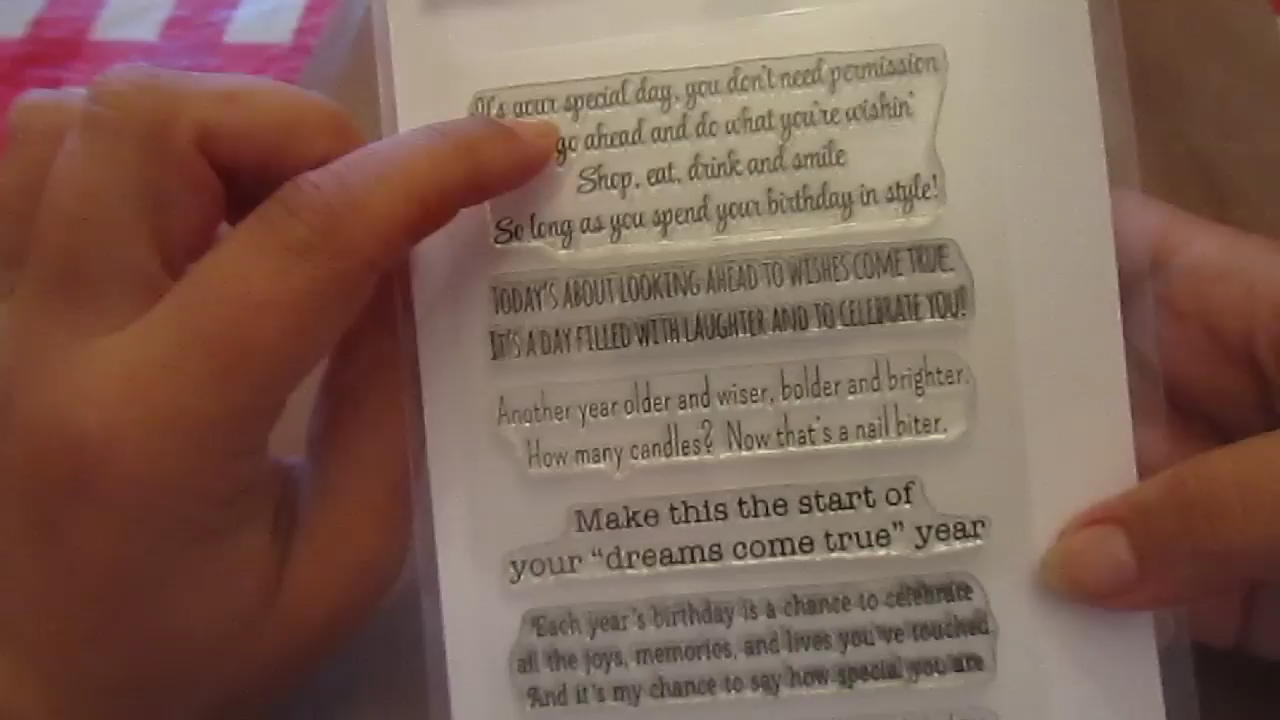 It's your special day, you don't need permission
go ahead and do what you're wishin'
Shop, eat, drink and smile
So long as you spend your birthday in style!
TODAY'S ABOUT LOOKING AHEAD TO WISHES COME TRUE.
IT'S A DAY FILLED WITH LAUGHTER AND TO CELEBRATE YOU!
Another year older and wiser, bolder and brighter.
How many candles? Now that's a nail biter.
Make this the start of
your “dreams come true” year
Each year's birthday is a chance to celebrate
all the joys, memories, and lives you've touched
And it's my chance to say how special you are